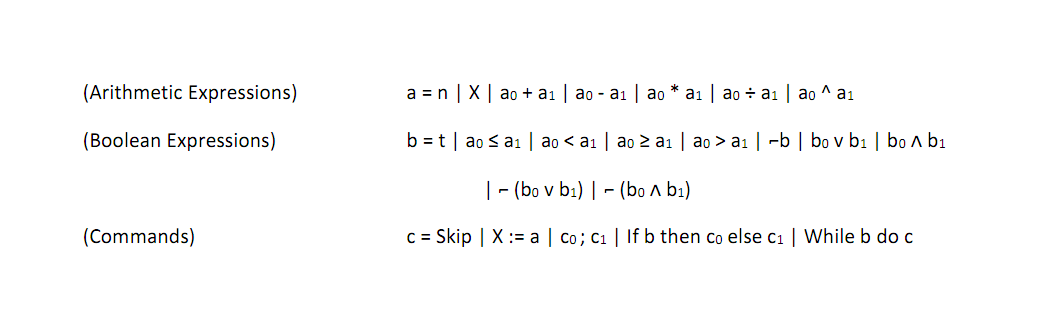 (Arithmetic Expressions) a = n | X | a₀ + a₁ | a₀ - a₁ | a₀ * a₁ | a₀ ÷ a₁ | a₀ ^ a₁
(Boolean Expressions) b = t | a₀ ≤ a₁ | a₀ < a₁ | a₀ ≥ a₁ | a₀ > a₁ | ⌐b | b₀ v b₁ | b₀ ʌ b₁
| ⌐ (b₀ v b₁) | ⌐ (b₀ ʌ b₁)
(Commands) c = Skip | X := a | c₀ ; c₁ | If b then c₀ else c₁ | While b do c